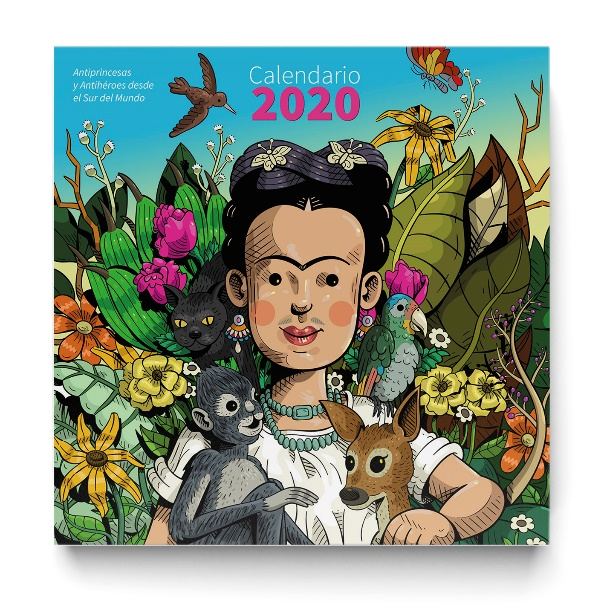 Antiprincesas
y Antihéroes desde
el Sur del Mundo
Calendario
2020